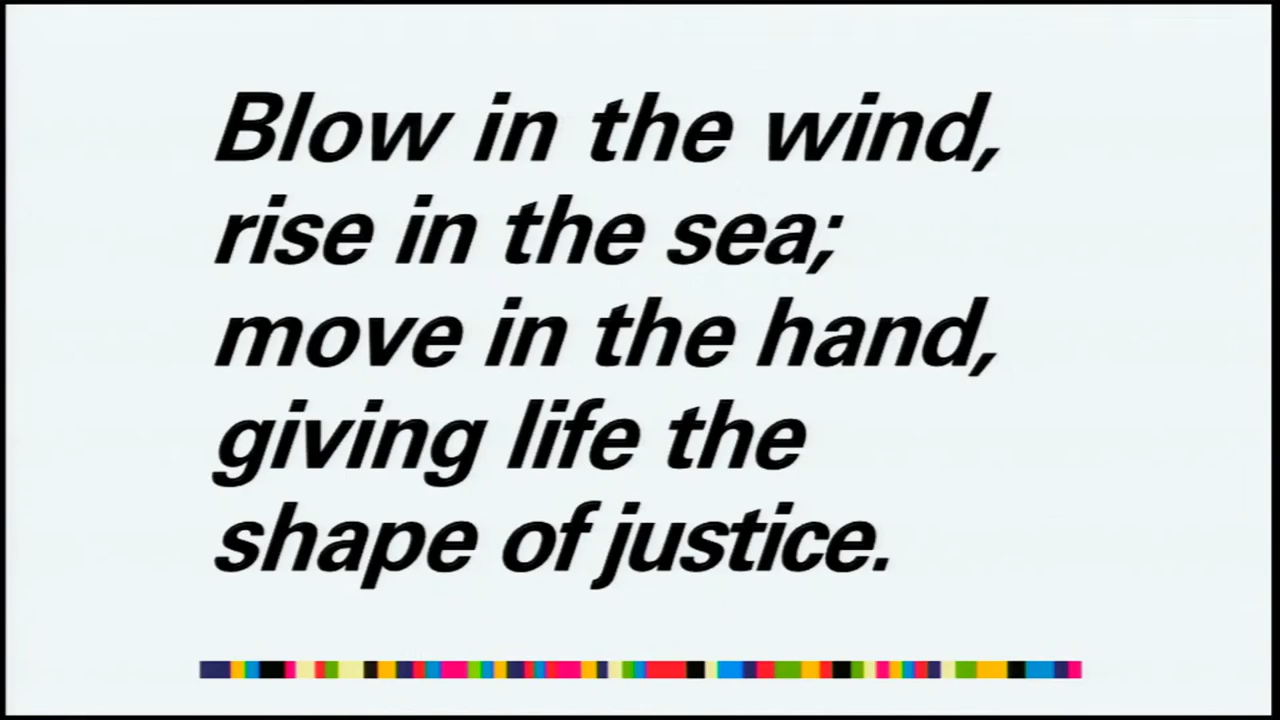 Blow in the wind,
rise in the sea;
move in the hand,
giving life the
shape of justice.